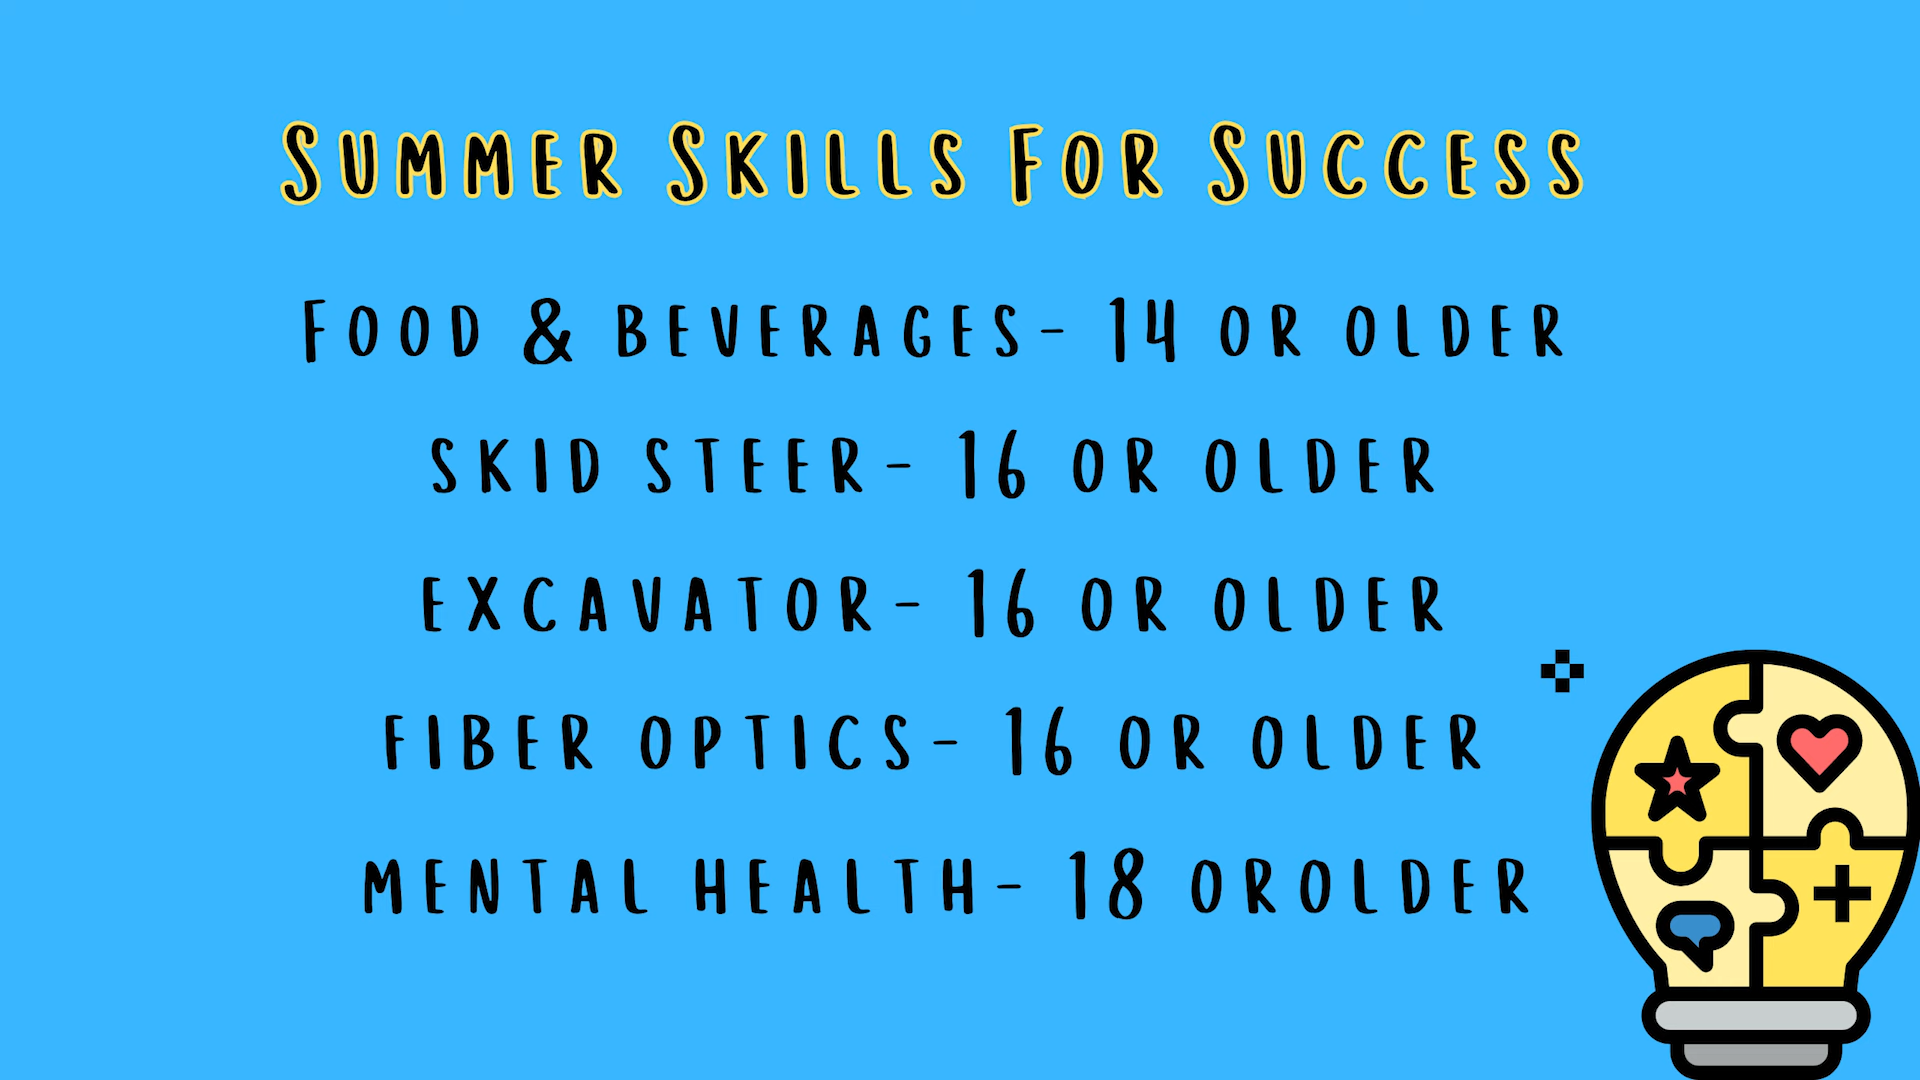 Summer Skills For Success
Food & beverages- 14 or older
skid steer- 16 or older
excavator- 16 or older
fiber optics- 16 or older
mental health- 18 orolder